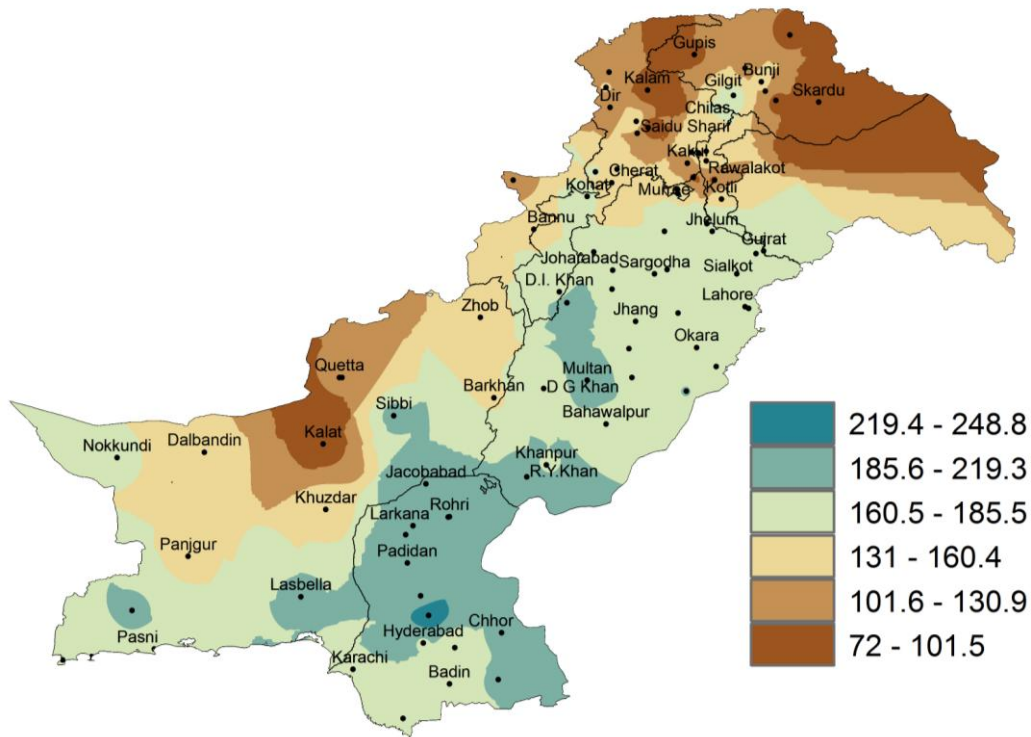 Gupis
Bunji
Kalam
Gilgit
Skardu
Dir
Chilas
Saidu Sharif
Kakul
Cherat
Rawalakot
Kohat
Murree
Kotli
Bannu
Jhelum
Gujrat
Joharabad
Sargodha
Sialkot
D.I. Khan
Zhob
Jhang
Lahore
Okara
Quetta
Multan
Barkhan
D G Khan
Sibbi
Bahawalpur
Nokkundi
Dalbandin
Kalat
Khanpur
Jacobabad
R.Y.Khan
Khuzdar
Rohri
Larkana
Panjgur
Padidan
Lasbella
Pasni
Hyderabad
Chhor
Karachi
Badin
219.4 - 248.8
185.6 - 219.3
160.5 - 185.5
131 - 160.4
101.6 - 130.9
72 - 101.5